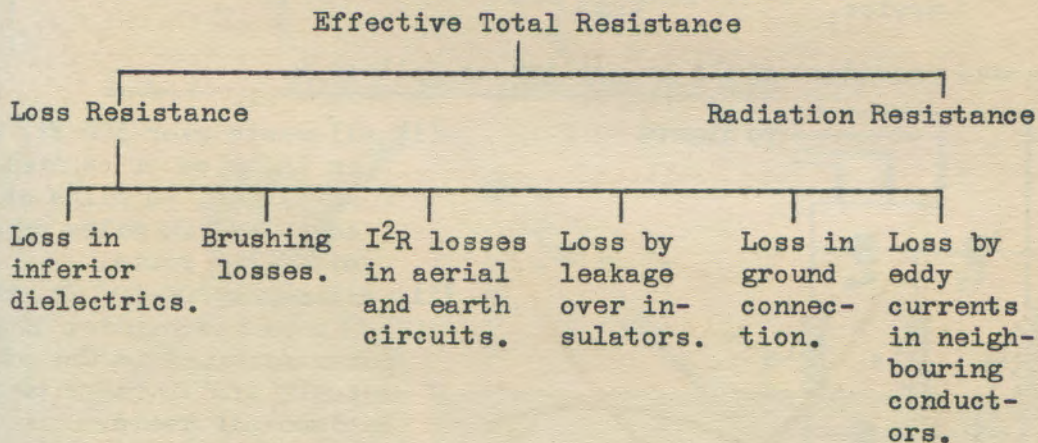 Effective Total Resistance
Loss Resistance
Radiation Resistance
Loss in
inferior
dielectrics.
Brushing
losses.
I²R losses
in aerial
and earth
circuits.
Loss by
leakage
over in-
sulators.
Loss in
ground
connec-
tion.
Loss by
eddy
currents
in neigh-
bouring
conduct-
ors.